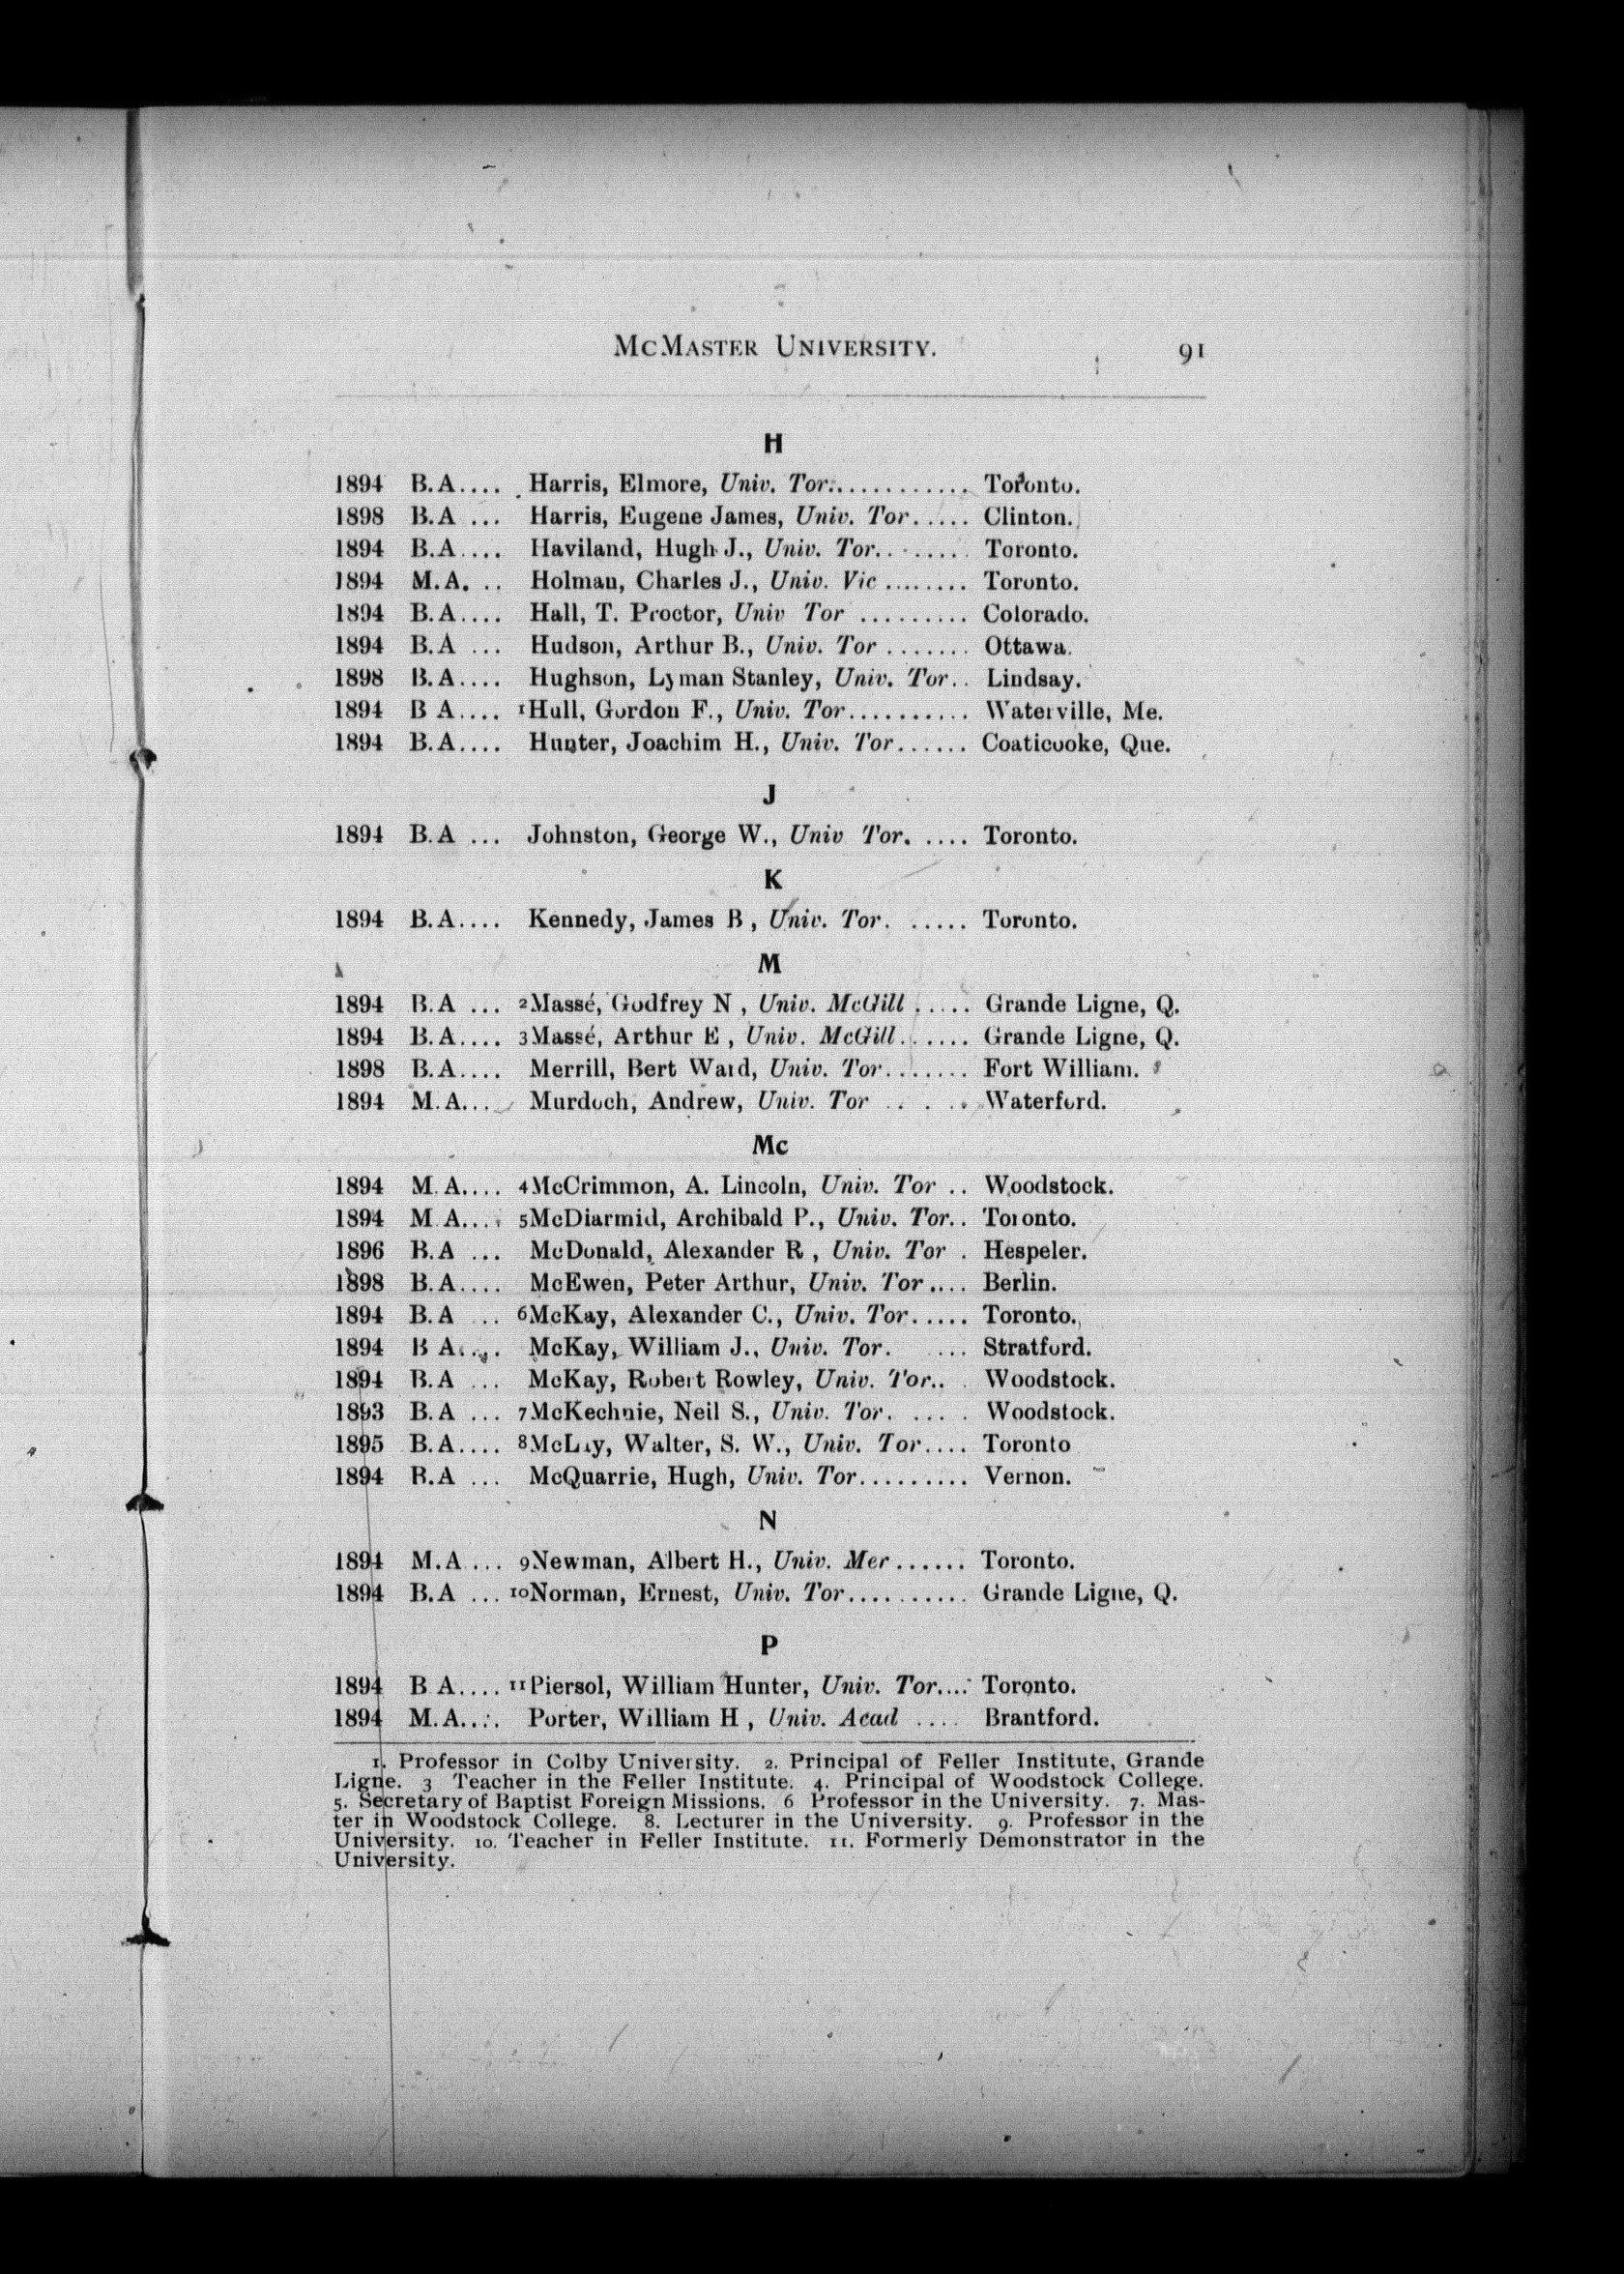 McMaster University. 91
H
1894 B.A.... Harris, Elmore, Univ. Tor............ Toronto.
1898 B.A ... Harris, Eugene James, Univ. Tor..... Clinton.
1894 B.A.... Haviland, Hugh J., Univ. Tor........ Toronto.
1894 M.A. .. Holman, Charles J., Univ. Vic ........ Toronto.
1894 B.A.... Hall, T. Proctor, Univ Tor ......... Colorado.
1894 B.A ... Hudson, Arthur B., Univ. Tor ....... Ottawa.
1898 B.A.... Hughson, Lyman Stanley, Univ. Tor.. Lindsay.
1894 B A.... 1Hull, Gordon F., Univ. Tor.......... Waterville, Me.
1894 B.A.... Hunter, Joachim H., Univ. Tor...... Coaticooke, Que.
J
1894 B.A ... Johnston, George W., Univ Tor. .... Toronto.
K
1894 B.A.... Kennedy, James B , Univ. Tor. ..... Toronto.
M
1894 B.A ... 2Massé, Godfrey N , Univ. McGill ..... Grande Ligne, Q.
1894 B.A.... 3Massé, Arthur E , Univ. McGill...... Grande Ligne, Q.
1898 B.A.... Merrill, Bert Ward, Univ. Tor....... Fort William.
1894 M.A... Murdoch, Andrew, Univ. Tor . . . . Waterford.
Mc
1894 M.A.... 4McCrimmon, A. Lincoln, Univ. Tor .. Woodstock.
1894 M.A.... 5McDiarmid, Archibald P., Univ. Tor.. Toronto.
1896 B.A ... McDonald, Alexander R , Univ. Tor . Hespeler.
1898 B.A.... McEwen, Peter Arthur, Univ. Tor .... Berlin.
1894 B.A ... 6McKay, Alexander C., Univ. Tor..... Toronto.
1894 B A.... McKay, William J., Univ. Tor. ... Stratford.
1894 B.A ... McKay, Robert Rowley, Univ. Tor.. . Woodstock.
1893 B.A ... 7McKechnie, Neil S., Univ. Tor. ... . Woodstock.
1895 B.A.... 8McLay, Walter, S. W., Univ. Tor.... Toronto
1894 B.A ... McQuarrie, Hugh, Univ. Tor......... Vernon.
N
1894 M.A ... 9Newman, Albert H., Univ. Mer ...... Toronto.
1894 B.A ... 10Norman, Ernest, Univ. Tor.......... Grande Ligne, Q.
P
1894 B A.... 11Piersol, William Hunter, Univ. Tor.... Toronto.
1894 M.A.... Porter, William H , Univ. Acad .... Brantford.
1. Professor in Colby University. 2. Principal of Feller Institute, Grande
Ligne. 3 Teacher in the Feller Institute. 4. Principal of Woodstock College.
5. Secretary of Baptist Foreign Missions. 6 Professor in the University. 7. Mas-
ter in Woodstock College. 8. Lecturer in the University. 9. Professor in the
University. 10. Teacher in Feller Institute. 11. Formerly Demonstrator in the
University.